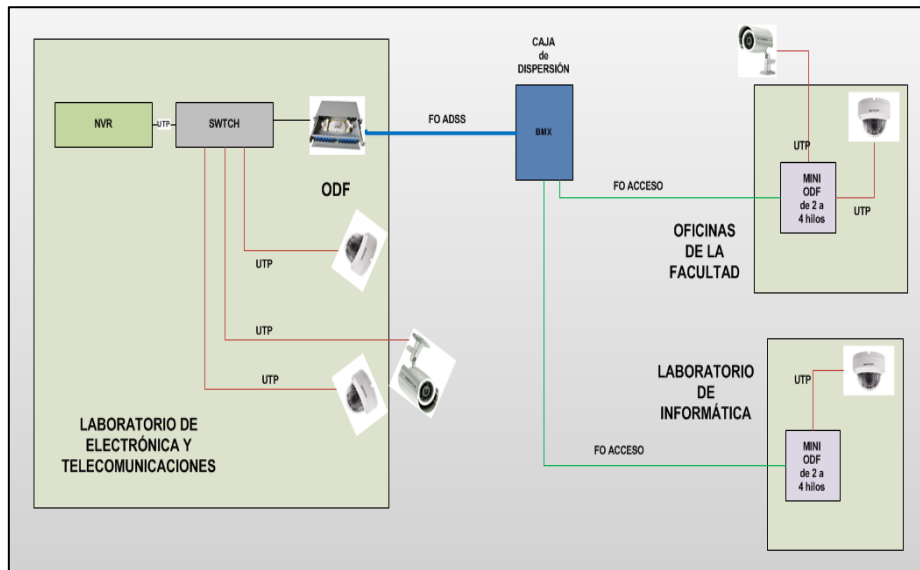 CAJA
de
DISPERSIÓN
NVR
UTP
SWTCH
FO ADSS
BMX
ODF
UTP
UTP
UTP
LABORATORIO DE
ELECTRÓNICA Y
TELECOMUNICACIONES
FO ACCESO
UTP
MINI
ODF
de 2 a
4 hilos
UTP
OFICINAS
DE LA
FACULTAD
LABORATORIO
DE
INFORMÁTICA
UTP
FO ACCESO
MINI
ODF
de 2 a
4 hilos